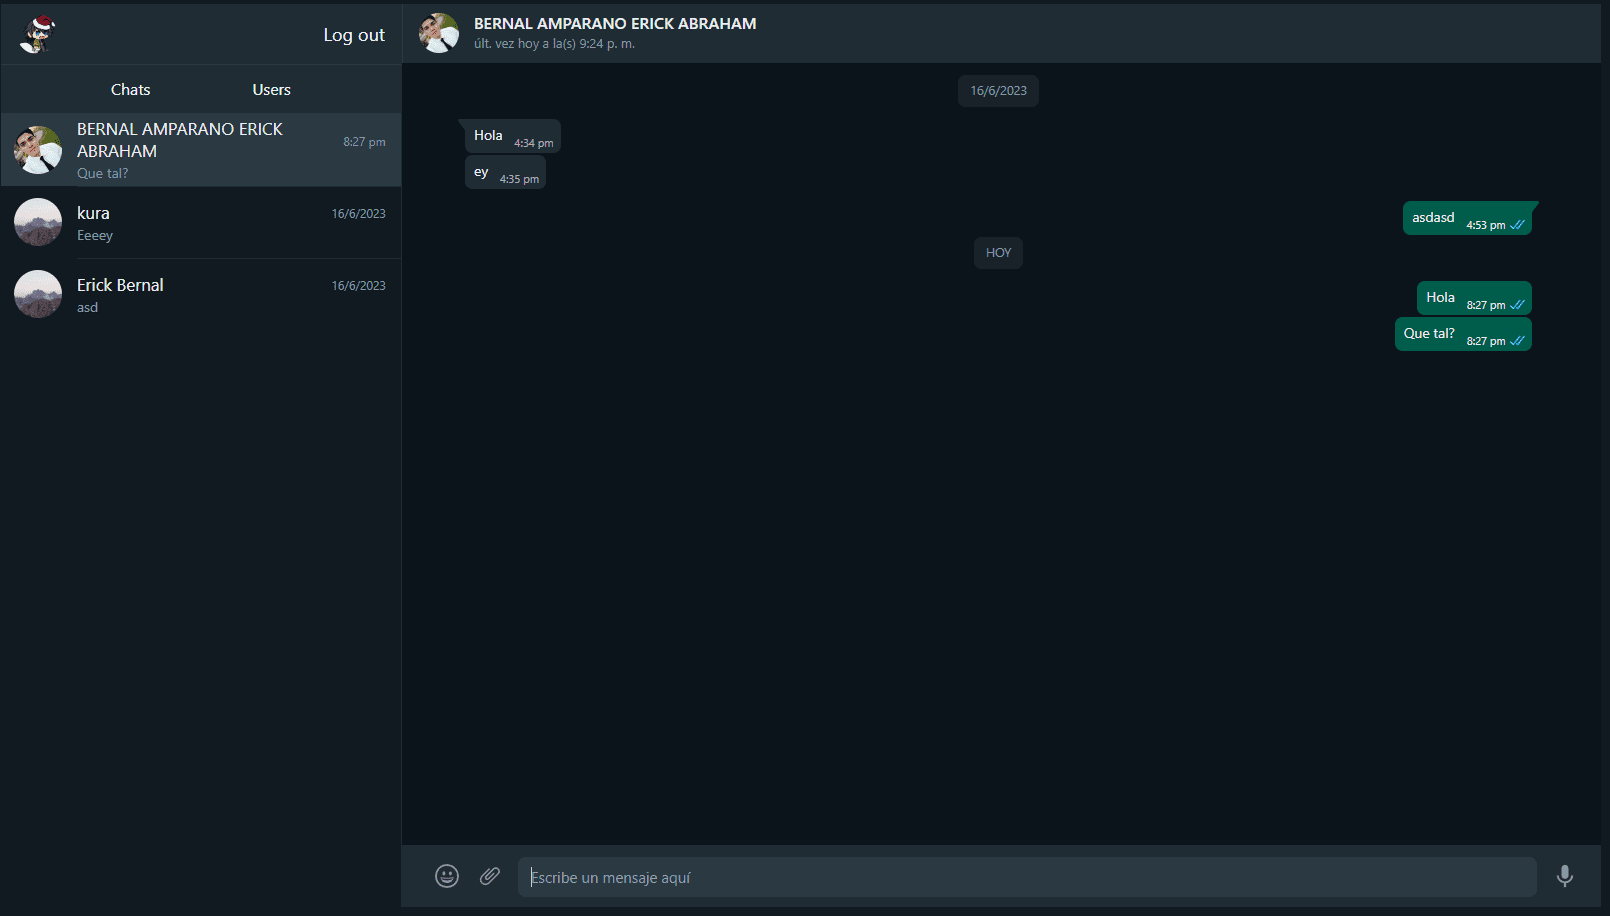 Log out
Chats
Users
BERNAL AMPARANO ERICK
ABRAHAM
8:27 pm
Que tal?
kura
16/6/2023
Eeeey
Erick Bernal
16/6/2023
asd
BERNAL AMPARANO ERICK ABRAHAM
últ. vez hoy a la(s) 9:24 p. m.
16/6/2023
Hola 4:34 pm
ey 4:35 pm
asdasd 4:53 pm
HOY
Hola 8:27 pm
Que tal? 8:27 pm
Escribe un mensaje aquí